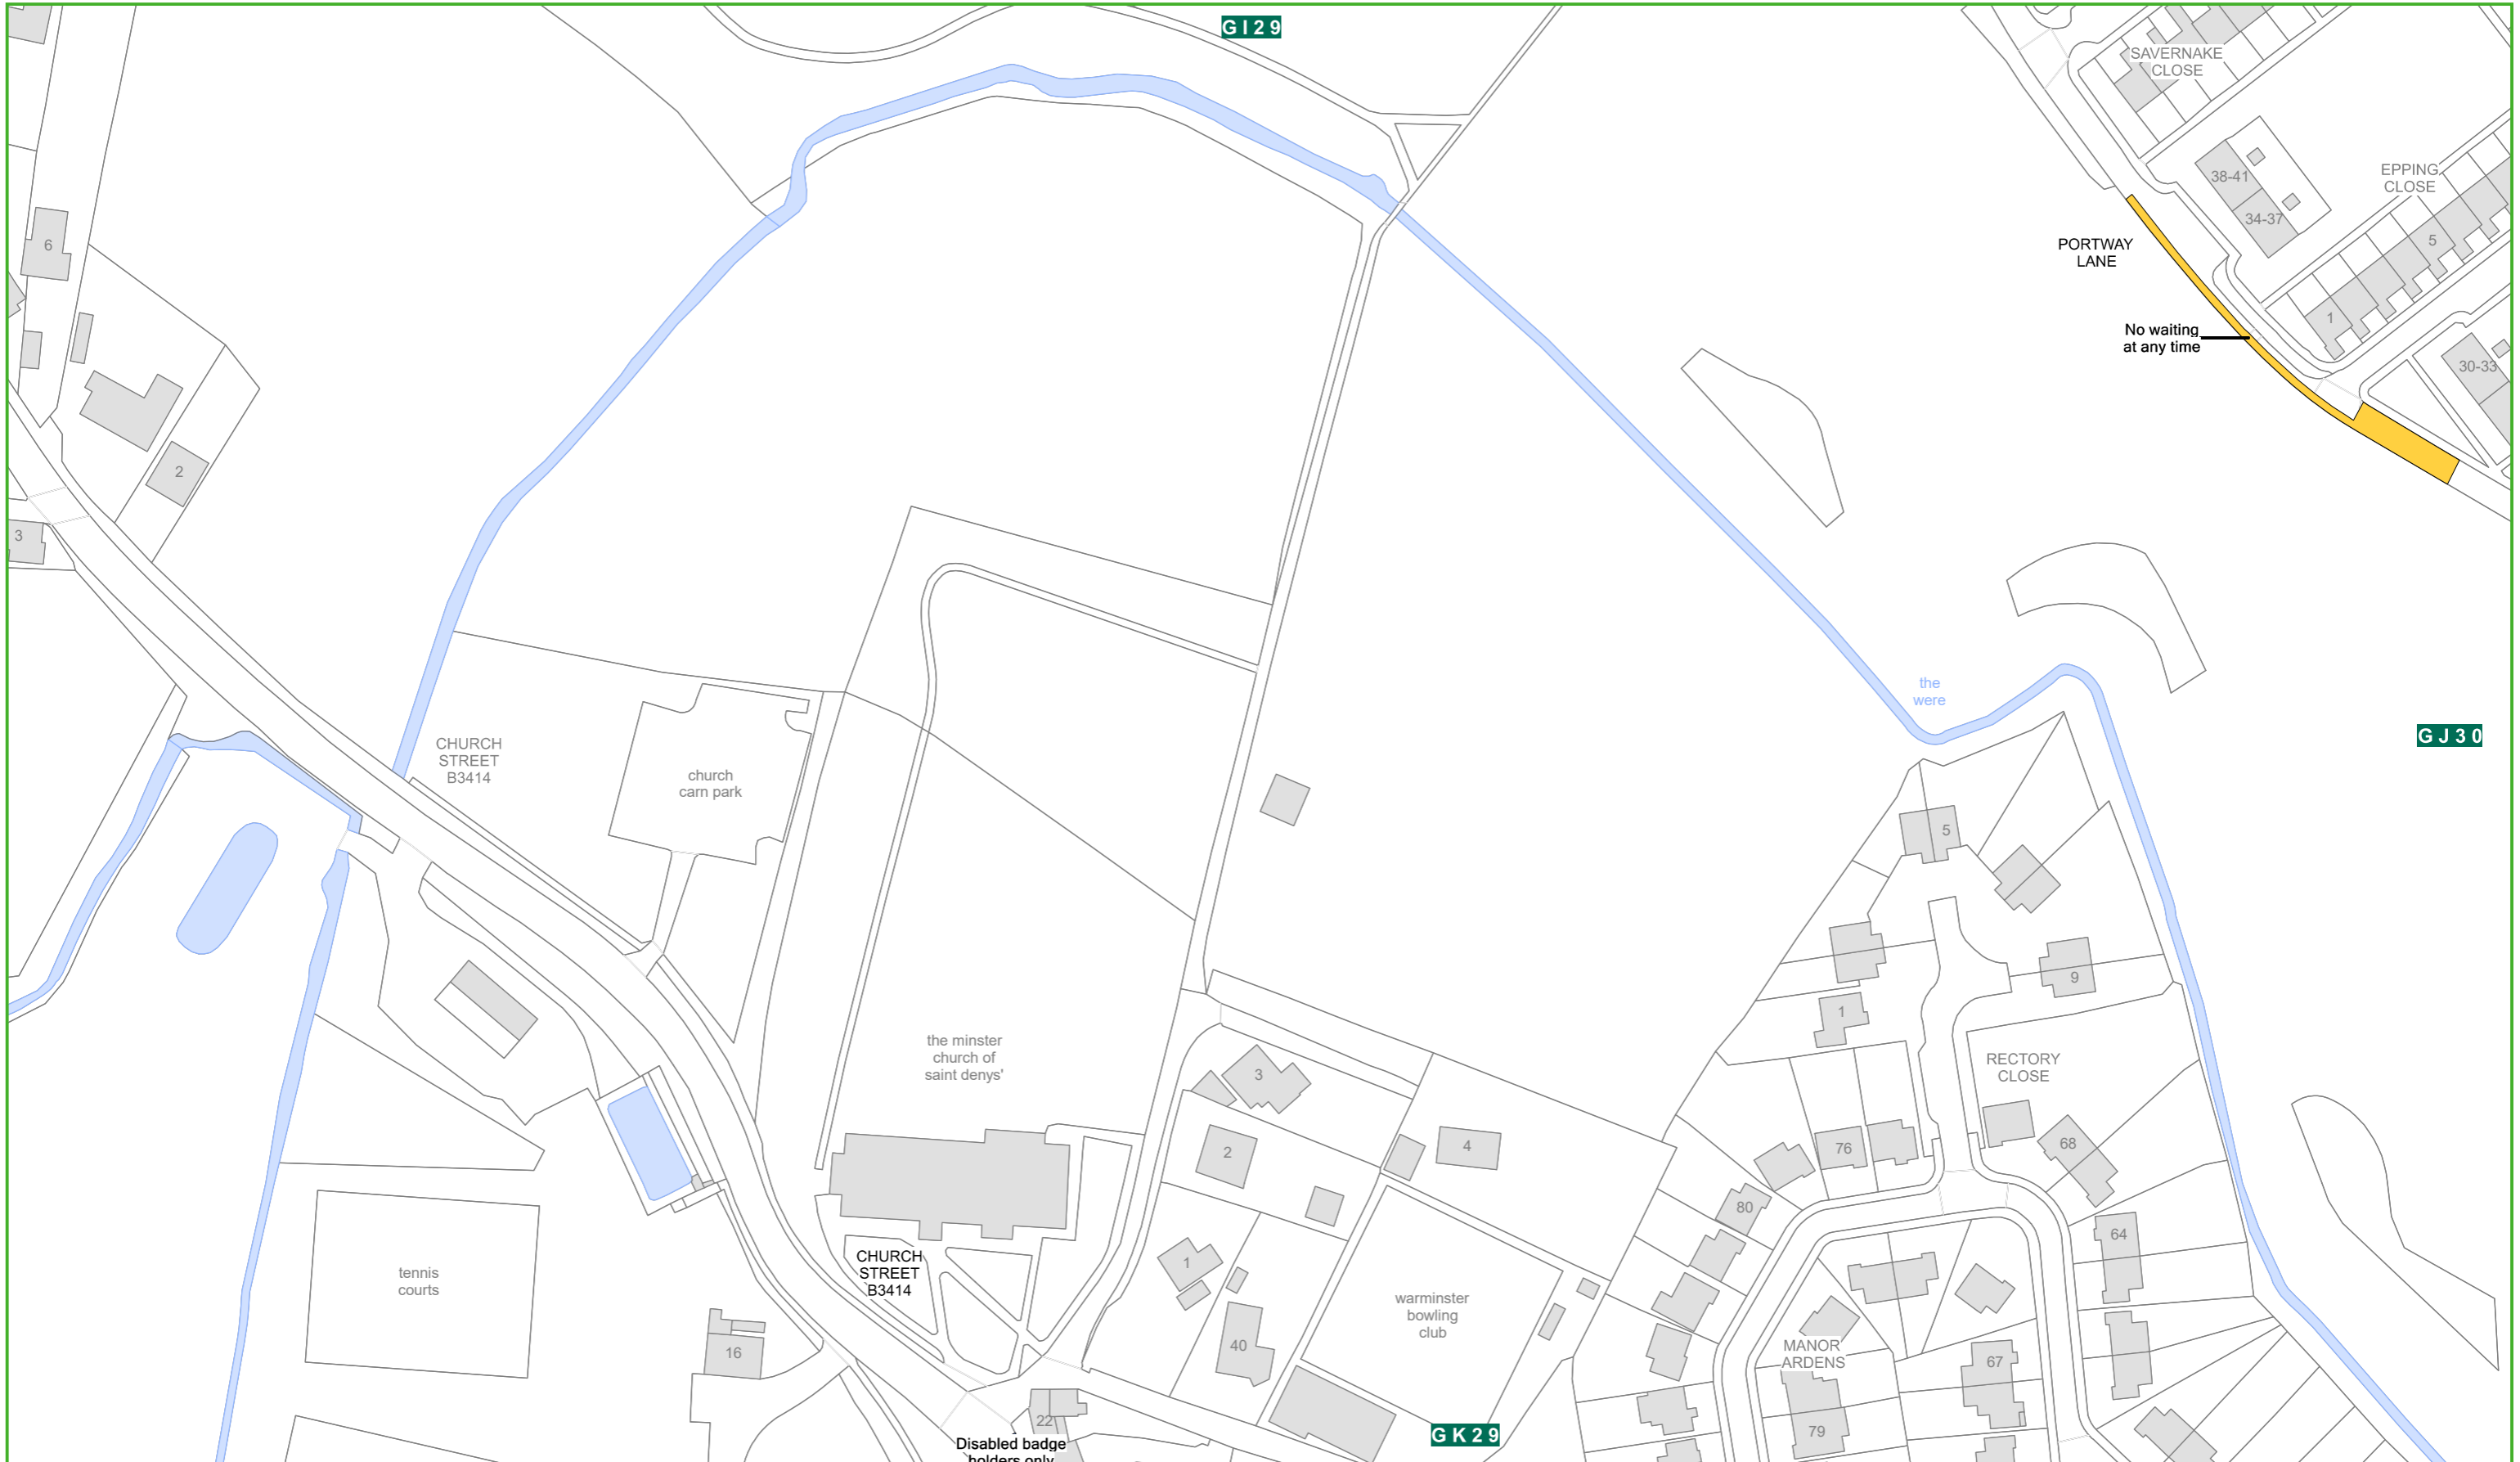 GI29
SAVERNAKE
CLOSE
38-41
EPPING
CLOSE
34-37
6
5
PORTWAY
LANE
1
No waiting
at any time
30-33
2
3
the
were
CHURCH
STREET
B3414
church
carn park
GJ30
5
9
1
the minster
church of
saint denys'
RECTORY
CLOSE
3
2
4
76
68
80
64
CHURCH
STREET
B3414
1
tennis
courts
warminster
bowling
club
40
16
MANOR
ARDENS
67
22
79
GK29
Disabled badge
holders only